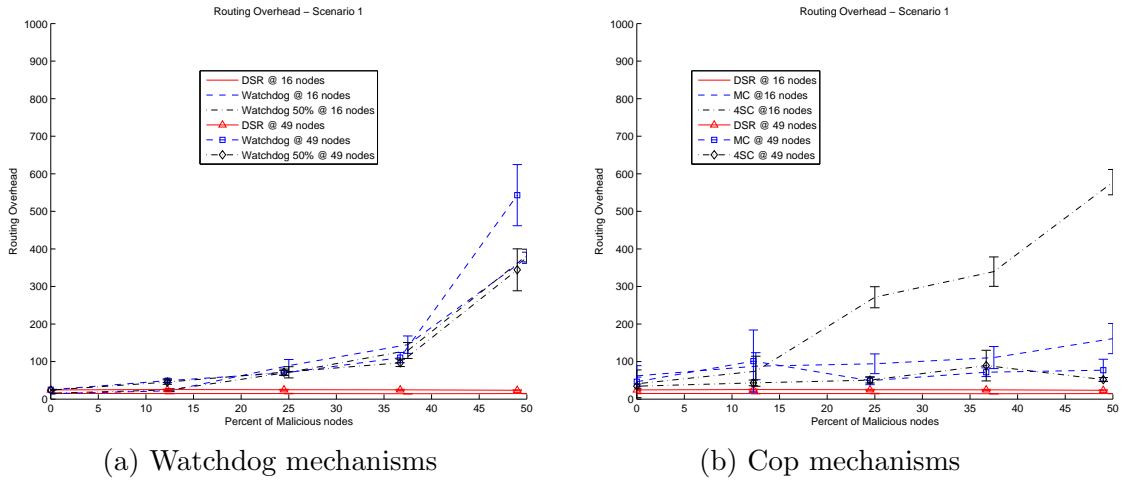 Routing Overhead – Scenario 1
1000
900
800
700
600
500
400
300
200
100
0
Routing Overhead
DSR @ 16 nodes
Watchdog @ 16 nodes
Watchdog 50% @ 16 nodes
DSR @ 49 nodes
Watchdog @ 49 nodes
Watchdog 50% @ 49 nodes
0 5 10 15 20 25 30 35 40 45 50
Percent of Malicious nodes
(a) Watchdog mechanisms
Routing Overhead – Scenario 1
1000
900
800
700
600
500
400
300
200
100
0
Routing Overhead
DSR @ 16 nodes
MC @16 nodes
4SC @16 nodes
DSR @ 49 nodes
MC @ 49 nodes
4SC @ 49 nodes
0 5 10 15 20 25 30 35 40 45 50
Percent of Malicious nodes
(b) Cop mechanisms